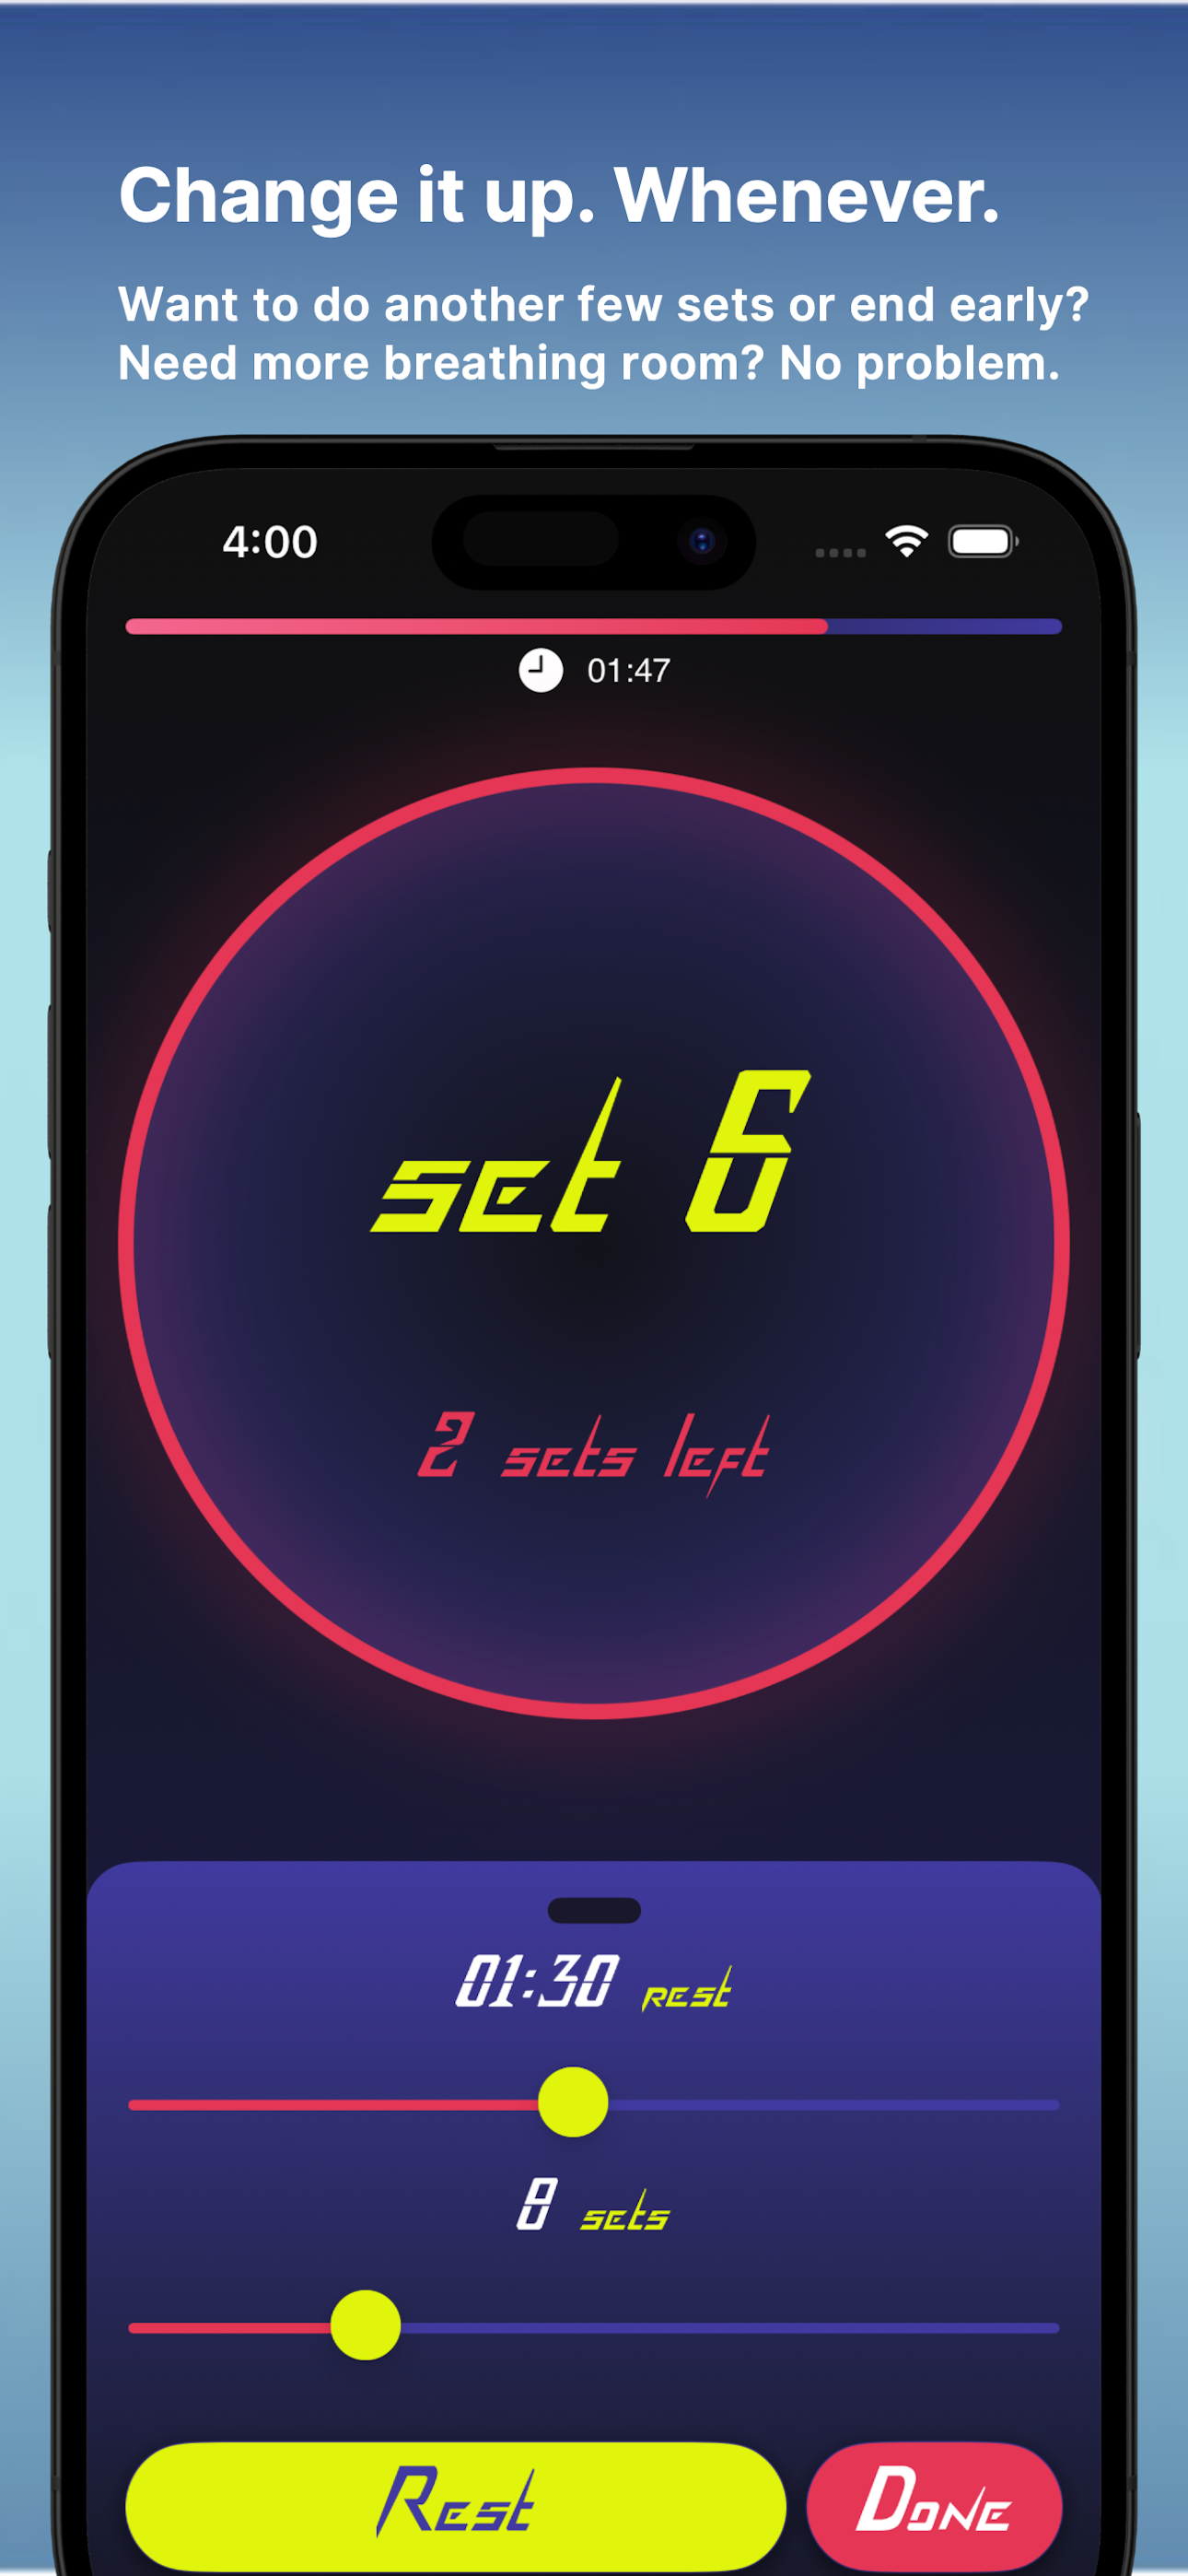 Change it up. Whenever.
Want to do another few sets or end early?
Need more breathing room? No problem.
4:00
01:47
set 6
2 sets left
01:30 rest
8 sets
Rest
Done